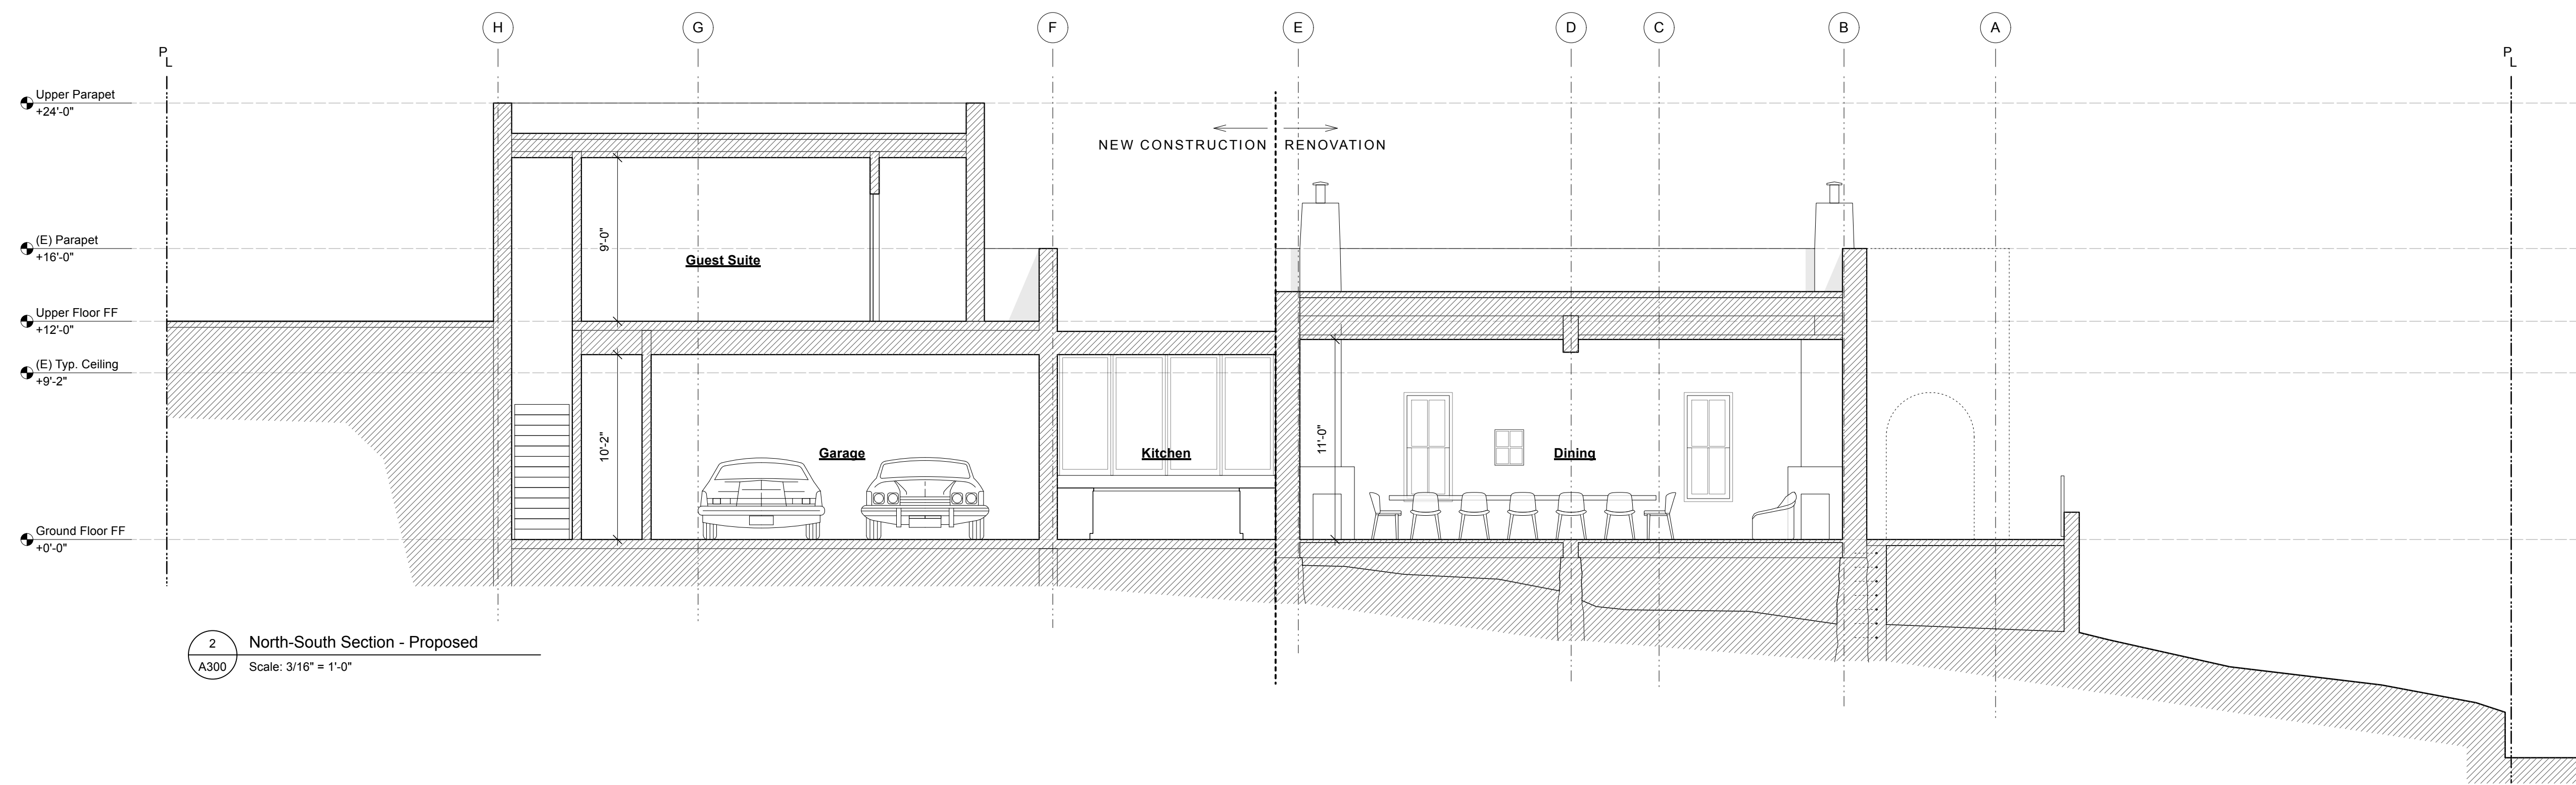 H
G
F
E
D
C
B
A
PL
PL
Upper Parapet
+24'-0"
NEW CONSTRUCTION
RENOVATION
(E) Parapet
+16'-0"
9'-0"
Guest Suite
Upper Floor FF
+12'-0"
(E) Typ. Ceiling
+9'-2"
10'-2"
Garage
Kitchen
11'-0"
Dining
Ground Floor FF
+0'-0"
2
A300
North-South Section - Proposed
Scale: 3/16" = 1'-0"